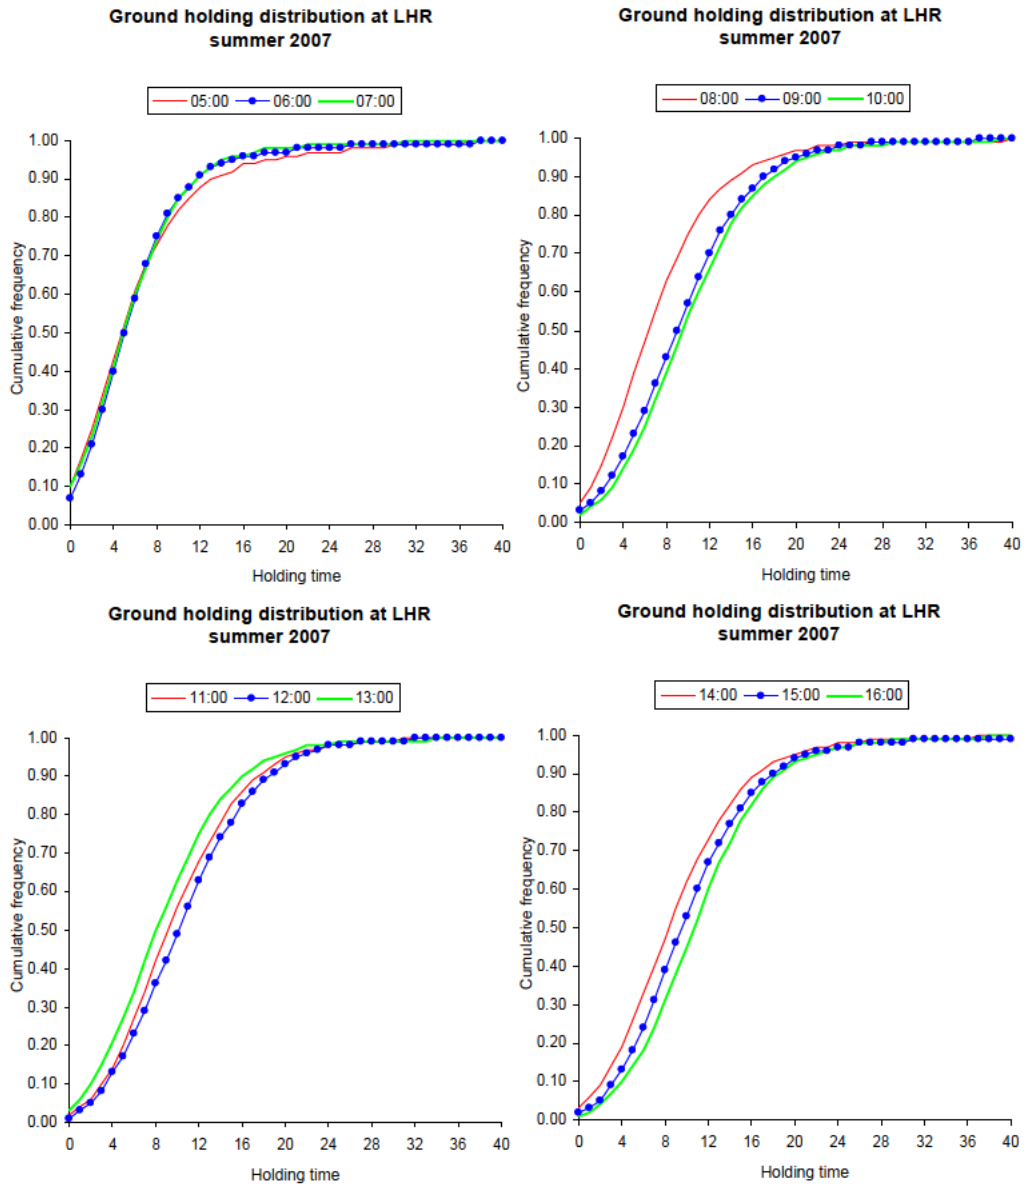 Ground holding distribution at LHR
summer 2007
05:00 06:00 07:00
1.00
0.90
0.80
0.70
0.60
0.50
0.40
0.30
0.20
0.10
0.00
Cumulative frequency
0 4 8 12 16 20 24 28 32 36 40
Holding time
Ground holding distribution at LHR
summer 2007
08:00 09:00 10:00
1.00
0.90
0.80
0.70
0.60
0.50
0.40
0.30
0.20
0.10
0.00
Cumulative frequency
0 4 8 12 16 20 24 28 32 36 40
Holding time
Ground holding distribution at LHR
summer 2007
11:00 12:00 13:00
1.00
0.90
0.80
0.70
0.60
0.50
0.40
0.30
0.20
0.10
0.00
Cumulative frequency
0 4 8 12 16 20 24 28 32 36 40
Holding time
Ground holding distribution at LHR
summer 2007
14:00 15:00 16:00
1.00
0.90
0.80
0.70
0.60
0.50
0.40
0.30
0.20
0.10
0.00
Cumulative frequency
0 4 8 12 16 20 24 28 32 36 40
Holding time